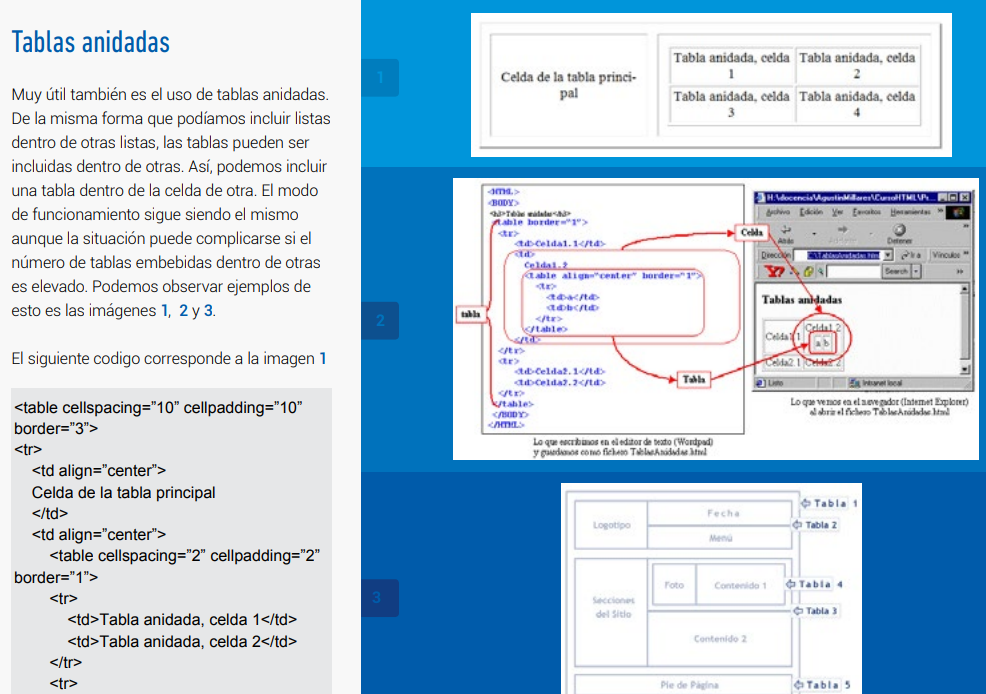 Tablas anidadas
Muy útil también es el uso de tablas anidadas.
De la misma forma que podíamos incluir listas
dentro de otras listas, las tablas pueden ser
incluidas dentro de otras. Así, podemos incluir
una tabla dentro de la celda de otra. El modo
de funcionamiento sigue siendo el mismo
aunque la situación puede complicarse si el
número de tablas embebidas dentro de otras
es elevado. Podemos observar ejemplos de
esto es las imágenes 1, 2 y 3.
El siguiente codigo corresponde a la imagen 1
<table cellspacing=”10” cellpadding=”10”
border=”3”>
<tr>
<td align=”center”>
Celda de la tabla principal
</td>
<td align=”center”>
<table cellspacing=”2” cellpadding=”2”
border=”1”>
<tr>
<td>Tabla anidada, celda 1</td>
<td>Tabla anidada, celda 2</td>
</tr>
<tr>
1
Celda de la tabla princi-
pal
Tabla anidada, celda
1
Tabla anidada, celda
2
Tabla anidada, celda
3
Tabla anidada, celda
4
2
<HTML>
<BODY>
<h3>Tablas anidadas</h3>
<table border="1">
<tr>
<td>Celda1.1</td>
<td>
Celda1.2
<table align="center" border="1">
<tr>
<td>a</td>
<td>b</td>
</tr>
</table>
</td>
</tr>
<tr>
<td>Celda2.1</td>
<td>Celda2.2</td>
</tr>
</table>
</BODY>
</HTML>
tabla
Celda
Tabla
Lo que escribimos en el editor de texto (Wordpad)
y guardamos como fichero TablasAnidadas.html
H:\docencia\AgustinMillares\CursoHTML\Pr...
Archivo Edición Ver Favoritos Herramientas »
Atrás
Detener
Dirección
Ir a
Vínculos »
Search
Tablas anidadas
Celda1.1
Celda1.2
a b
Celda2.1
Celda2.2
Listo
Intranet local
Lo que vemos en el navegador (Internet Explorer)
al abrir el fichero TablasAnidadas.html
3
Logotipo
Fecha
Menú
Tabla 1
Tabla 2
Secciones
del Sitio
Foto
Contenido 1
Tabla 4
Tabla 3
Contenido 2
Pie de Página
Tabla 5